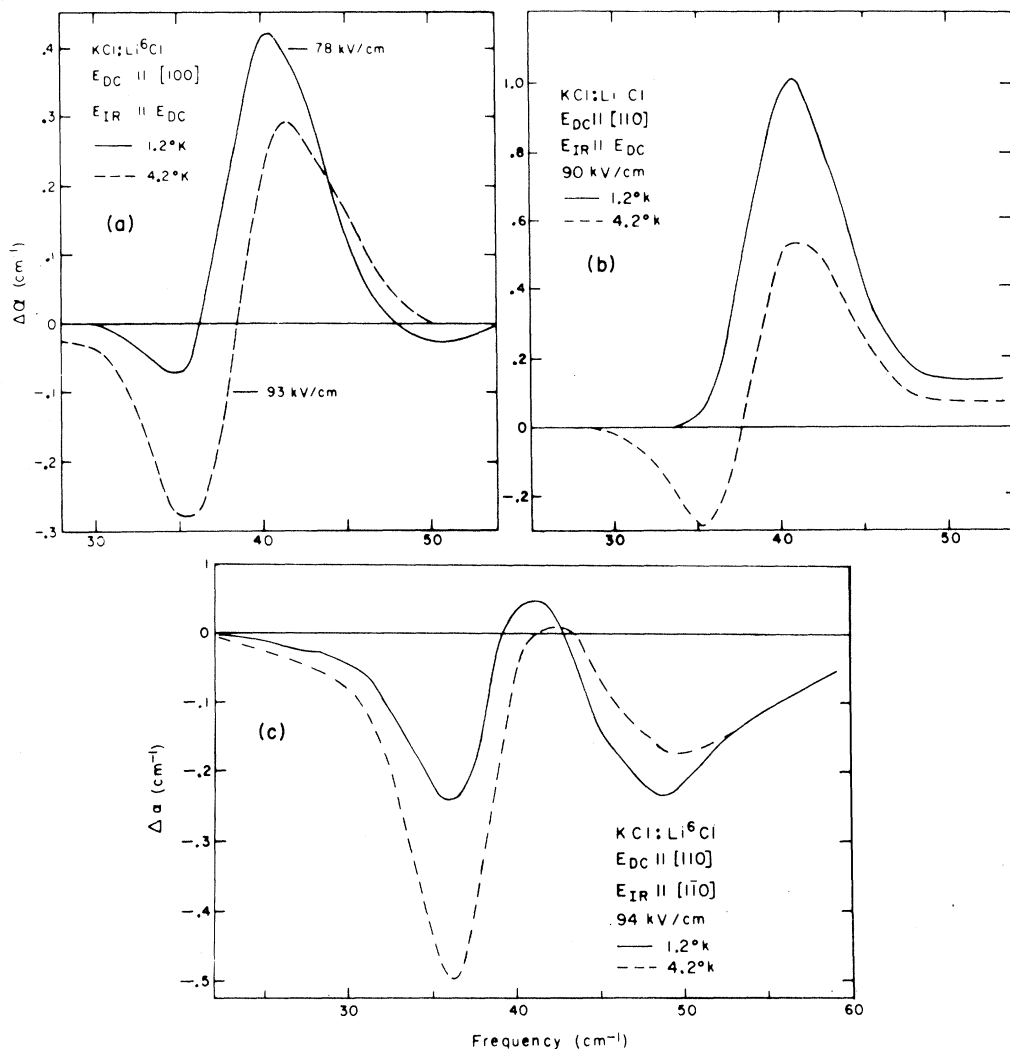 KCl:Li⁶Cl
E_DC || [100]
E_IR || E_DC
1.2°K
4.2°K
78 kV/cm
93 kV/cm
(a)
Δα (cm⁻¹)
.4
.3
.2
.1
0
-.1
-.2
-.3
30
40
50
KCl:Li Cl
E_DC || [110]
E_IR || E_DC
90 kV/cm
1.2°k
4.2°k
(b)
1.0
.8
.6
.4
.2
0
-.2
30
40
50
(c)
Δα (cm⁻¹)
1
0
-.1
-.2
-.3
-.4
-.5
KCl:Li⁶Cl
E_DC || [110]
E_IR || [11̄0]
94 kV/cm
1.2°k
4.2°k
30
40
50
60
Frequency (cm⁻¹)